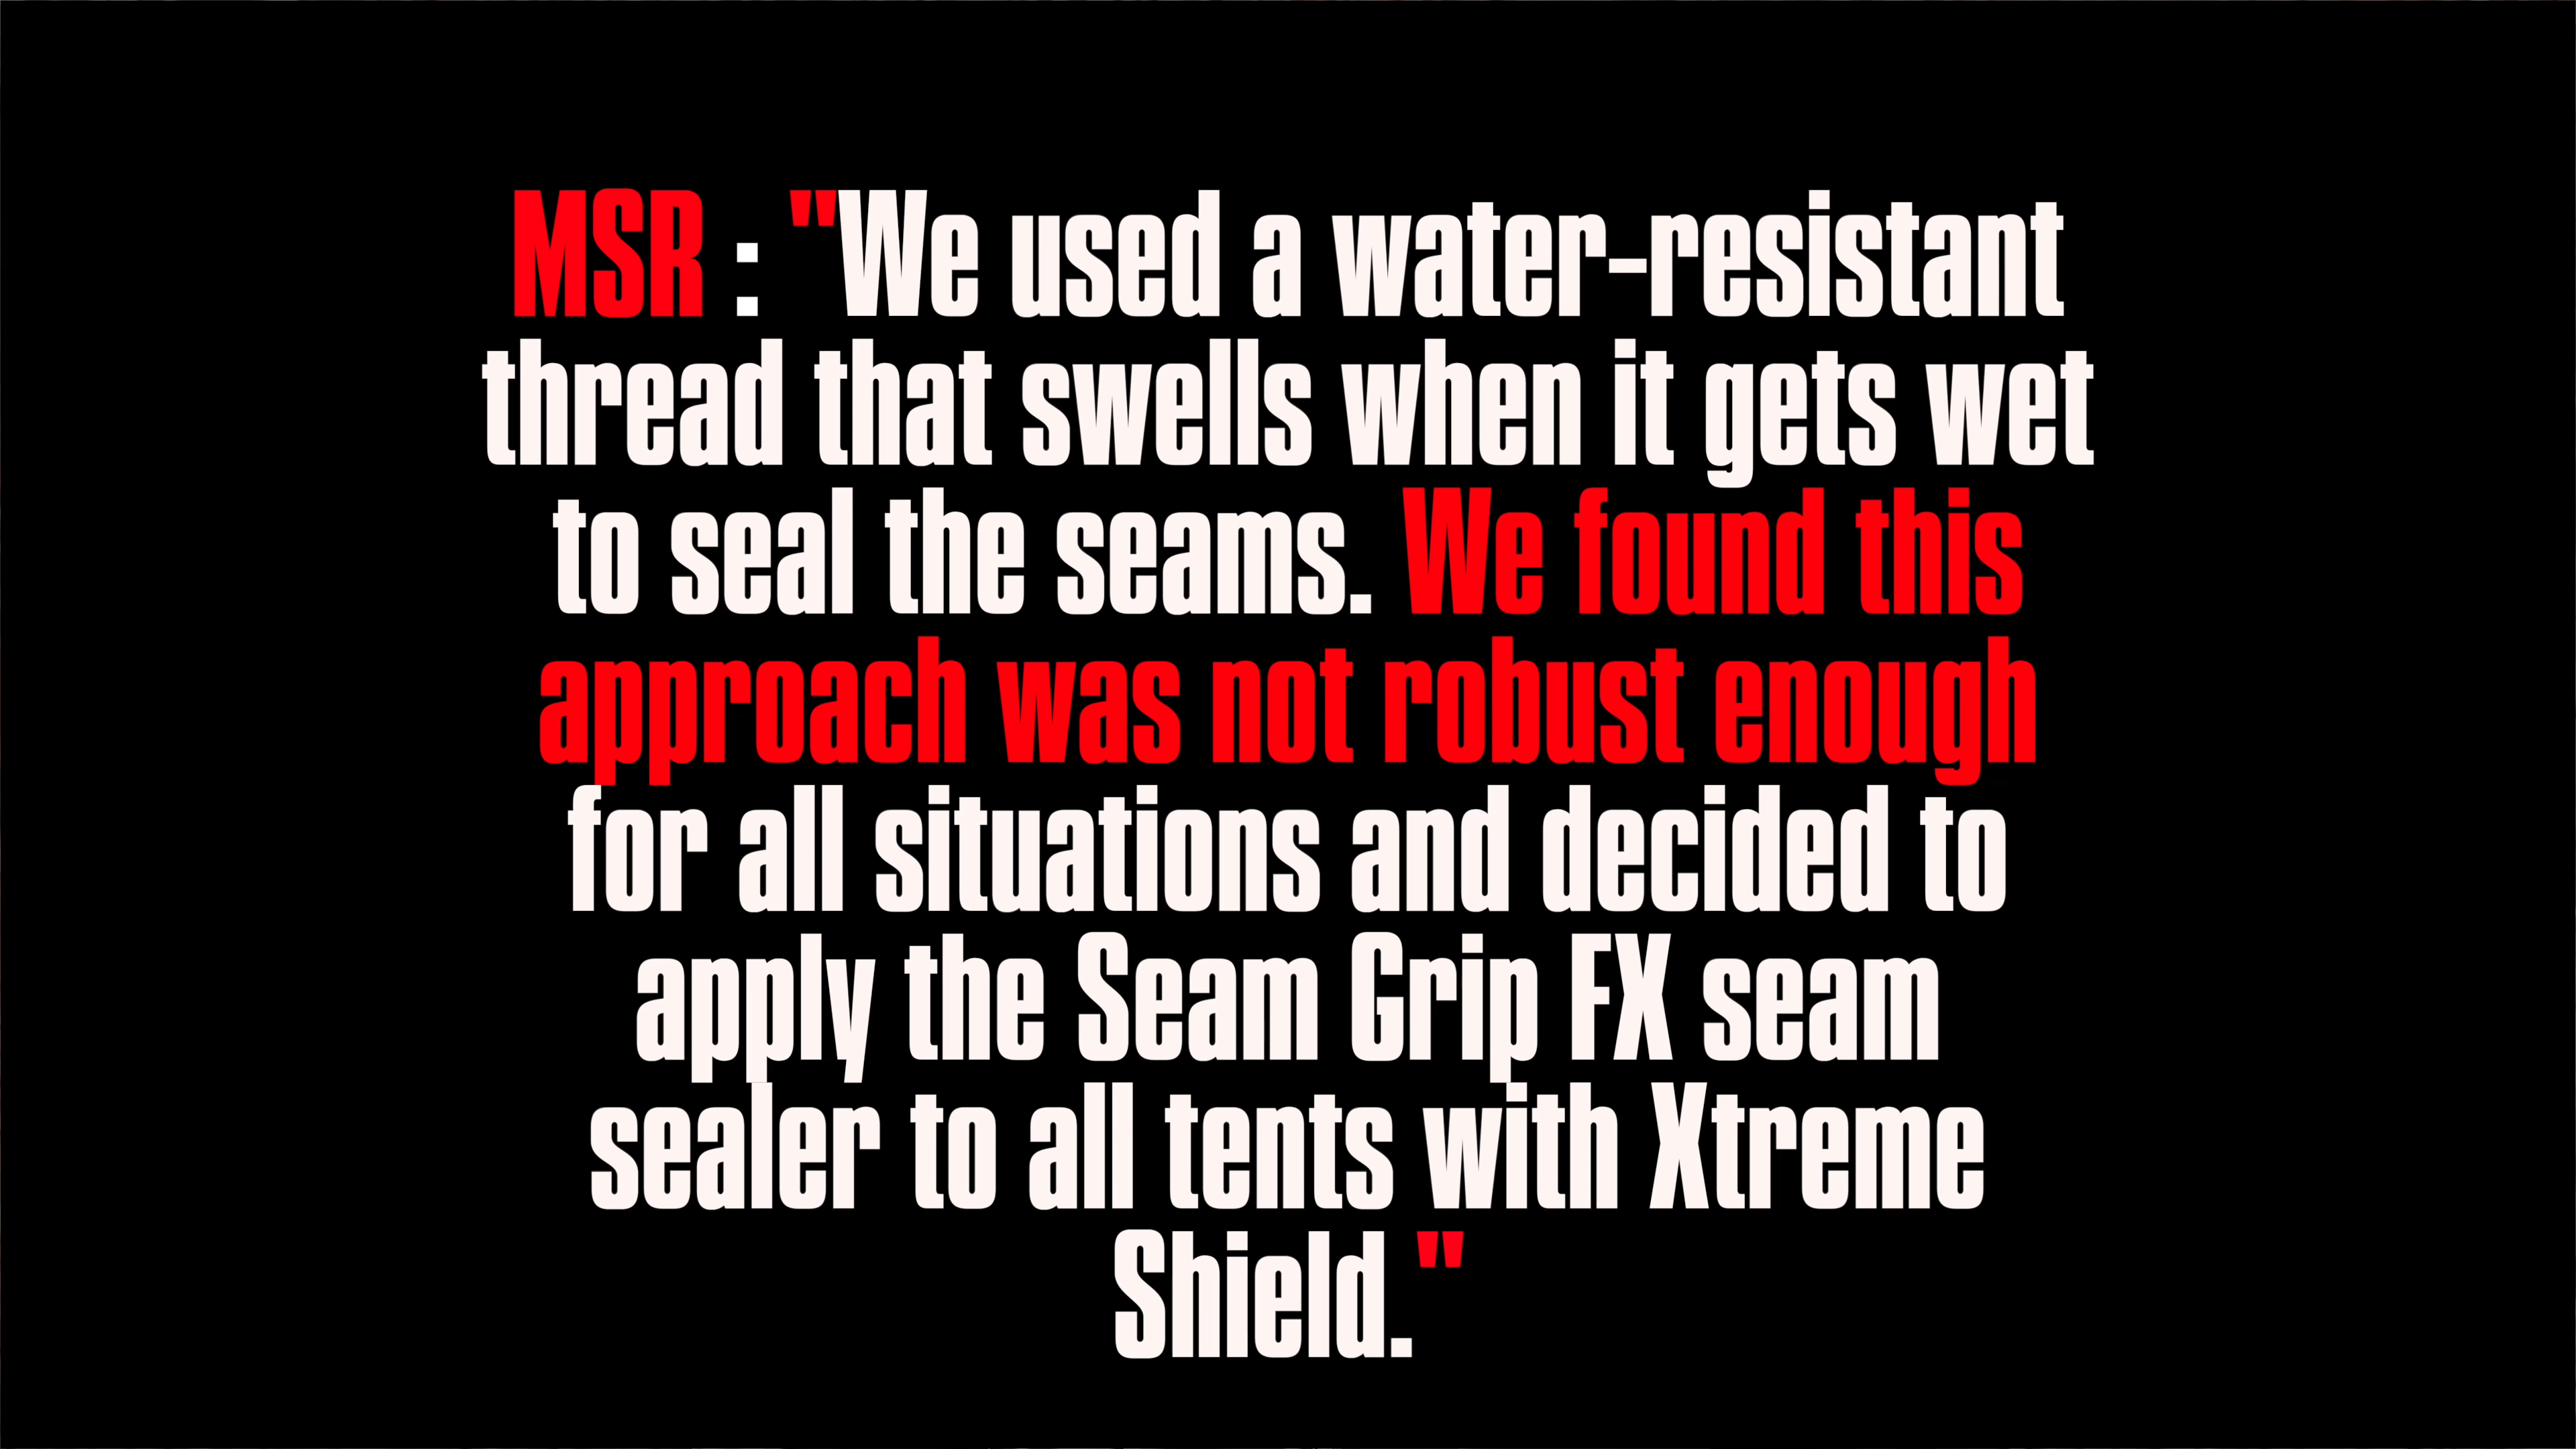 MSR : "We used a water-resistant
thread that swells when it gets wet
to seal the seams. We found this
approach was not robust enough
for all situations and decided to
apply the Seam Grip FX seam
sealer to all tents with Xtreme
Shield."